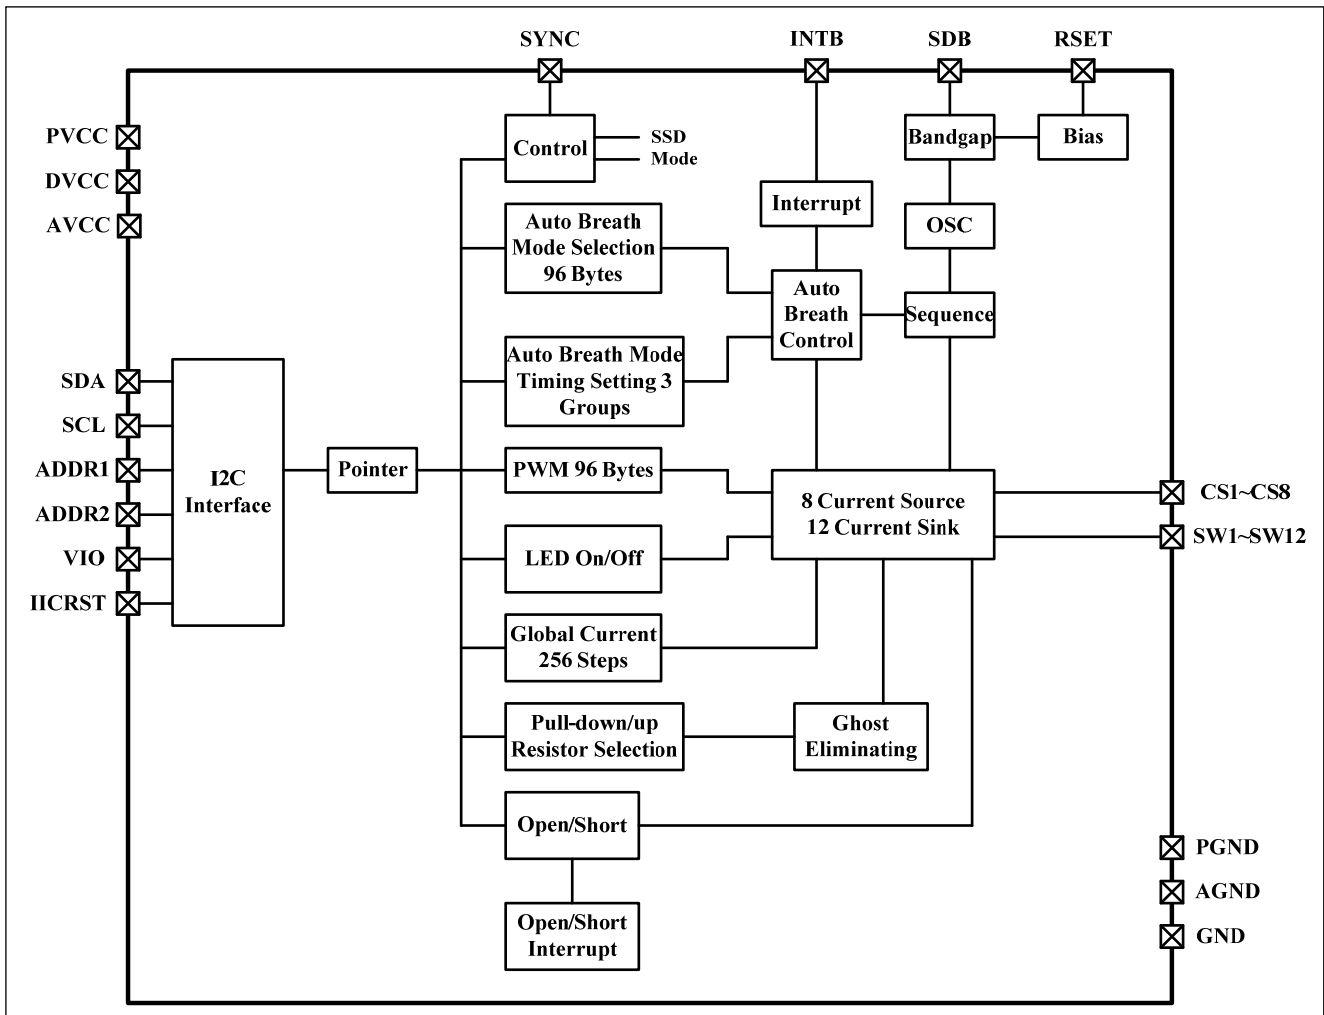 SYNC
INTB
SDB
RSET
PVCC
DVCC
AVCC
SDA
SCL
ADDR1
ADDR2
VIO
IICRST
I2C
Interface
Pointer
Control
SSD
Mode
Auto Breath
Mode Selection
96 Bytes
Auto Breath Mode
Timing Setting 3
Groups
PWM 96 Bytes
LED On/Off
Global Current
256 Steps
Pull-down/up
Resistor Selection
Open/Short
Open/Short
Interrupt
Interrupt
Auto
Breath
Control
Bandgap
Bias
OSC
Sequence
8 Current Source
12 Current Sink
Ghost
Eliminating
CS1~CS8
SW1~SW12
PGND
AGND
GND